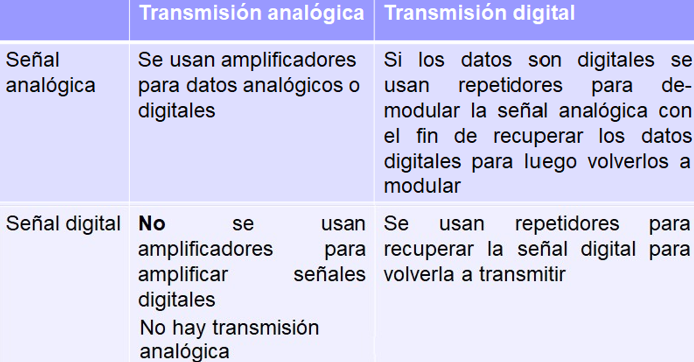 Transmisión analógica
Transmisión digital
Señal
analógica
Se usan amplificadores
para datos analógicos o
digitales
Si los datos son digitales se
usan repetidores para de-
modular la señal analógica con
el fin de recuperar los datos
digitales para luego volverlos a
modular
Señal digital
No se usan
amplificadores para
amplificar señales
digitales
No hay transmisión
analógica
Se usan repetidores para
recuperar la señal digital para
volverla a transmitir